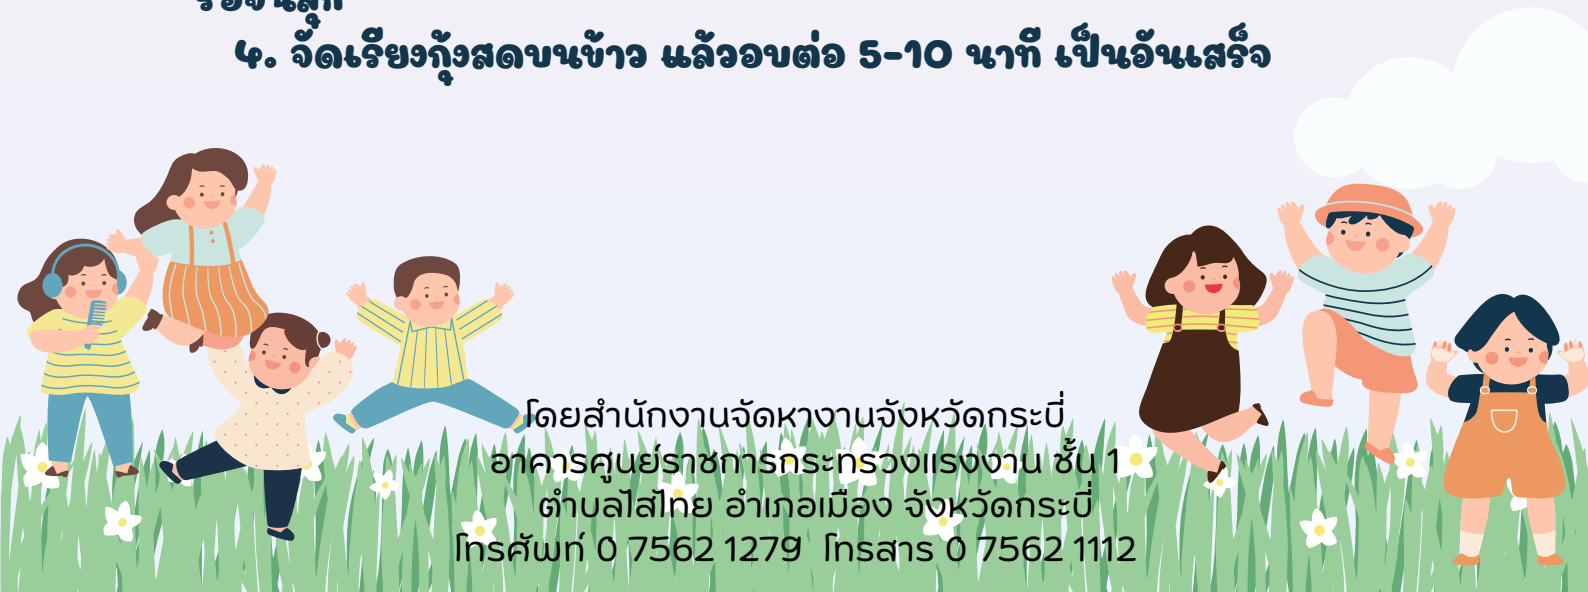 รอจนสุก
4. จัดเรียงกุ้งสดบนข้าว แล้วอบต่อ 5-10 นาที เป็นอันเสร็จ
โดยสำนักงานจัดหางานจังหวัดกระบี่
อาคารศูนย์ราชการกระทรวงแรงงาน ชั้น 1
ตำบลไสไทย อำเภอเมือง จังหวัดกระบี่
โทรศัพท์ 0 7562 1279 โทรสาร 0 7562 1112